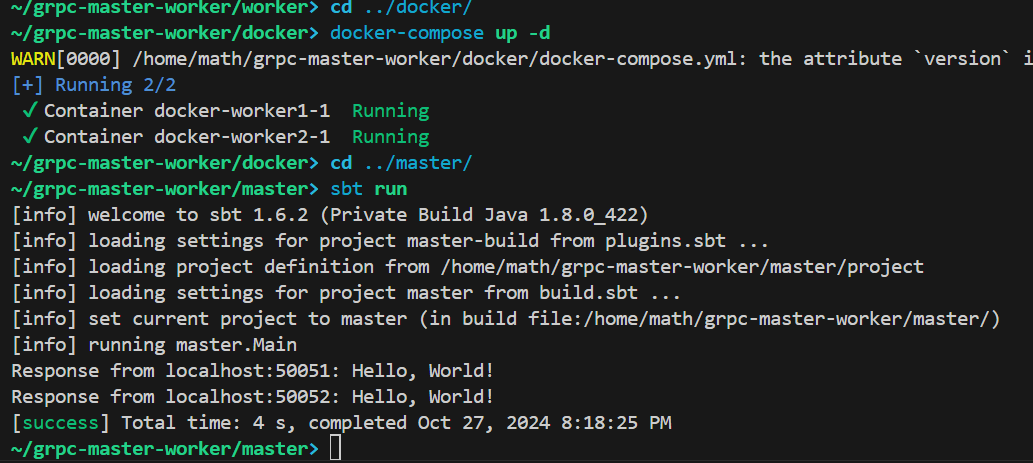 ~/grpc-master-worker/worker> cd ../docker/
~/grpc-master-worker/docker> docker-compose up -d
WARN[0000] /home/math/grpc-master-worker/docker/docker-compose.yml: the attribute `version` i
[+] Running 2/2
✓ Container docker-worker1-1 Running
✓ Container docker-worker2-1 Running
~/grpc-master-worker/docker> cd ../master/
~/grpc-master-worker/master> sbt run
[info] welcome to sbt 1.6.2 (Private Build Java 1.8.0_422)
[info] loading settings for project master-build from plugins.sbt ...
[info] loading project definition from /home/math/grpc-master-worker/master/project
[info] loading settings for project master from build.sbt ...
[info] set current project to master (in build file:/home/math/grpc-master-worker/master/)
[info] running master.Main
Response from localhost:50051: Hello, World!
Response from localhost:50052: Hello, World!
[success] Total time: 4 s, completed Oct 27, 2024 8:18:25 PM
~/grpc-master-worker/master>